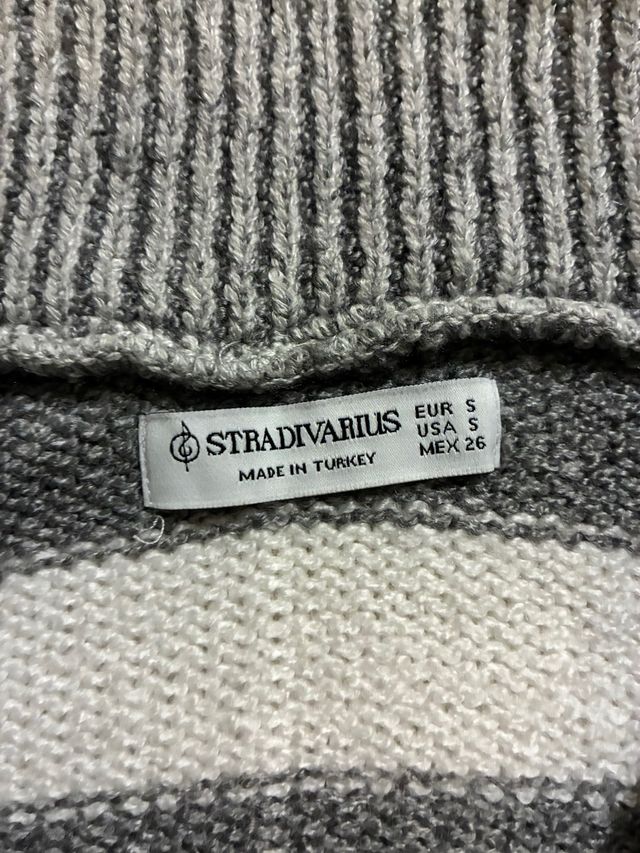 STRADIVARIUS
MADE IN TURKEY
EUR S
USA S
MEX 26